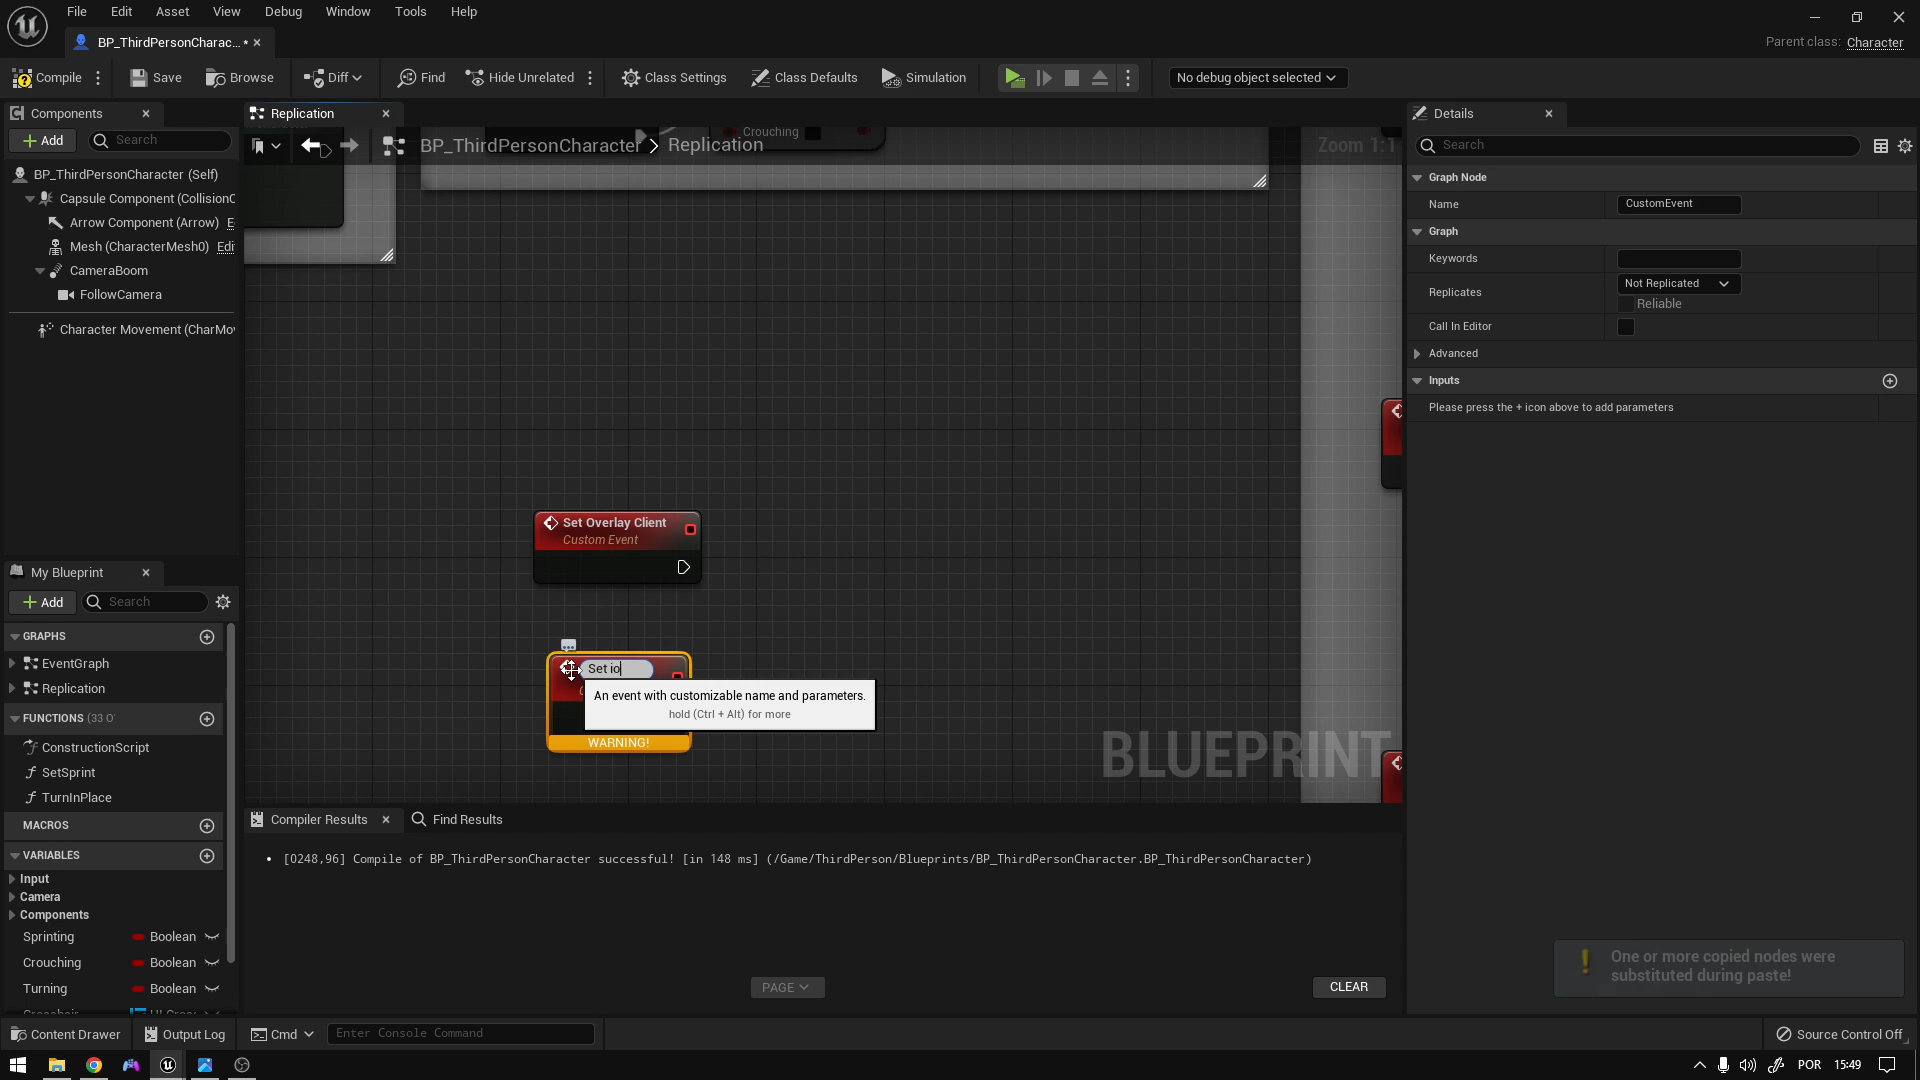 File Edit Asset View Debug Window Tools Help
BP_ThirdPersonCharac... *
Parent class: Character
Compile Save Browse Diff Find Hide Unrelated Class Settings Class Defaults Simulation No debug object selected
Components
Add Search
BP_ThirdPersonCharacter (Self)
Capsule Component (CollisionC
Arrow Component (Arrow) E
Mesh (CharacterMesh0) Edi
CameraBoom
FollowCamera
Character Movement (CharMov
My Blueprint
Add Search
GRAPHS
EventGraph
Replication
FUNCTIONS (33 O
ConstructionScript
SetSprint
TurnInPlace
MACROS
VARIABLES
Input
Camera
Components
Sprinting Boolean
Crouching Boolean
Turning Boolean
Replication
Crouching
BP_ThirdPersonCharacter > Replication
Zoom 1:1
Set Overlay Client
Custom Event
Set io
An event with customizable name and parameters.
hold (Ctrl + Alt) for more
WARNING!
BLUEPRINT
Compiler Results Find Results
[0248,96] Compile of BP_ThirdPersonCharacter successful! [in 148 ms] (/Game/ThirdPerson/Blueprints/BP_ThirdPersonCharacter.BP_ThirdPersonCharacter)
PAGE CLEAR
Details
Search
Graph Node
Name CustomEvent
Graph
Keywords
Replicates Not Replicated
Reliable
Call In Editor
Advanced
Inputs
Please press the + icon above to add parameters
One or more copied nodes were
substituted during paste!
Content Drawer Output Log Cmd Enter Console Command Source Control Off
POR 15:49